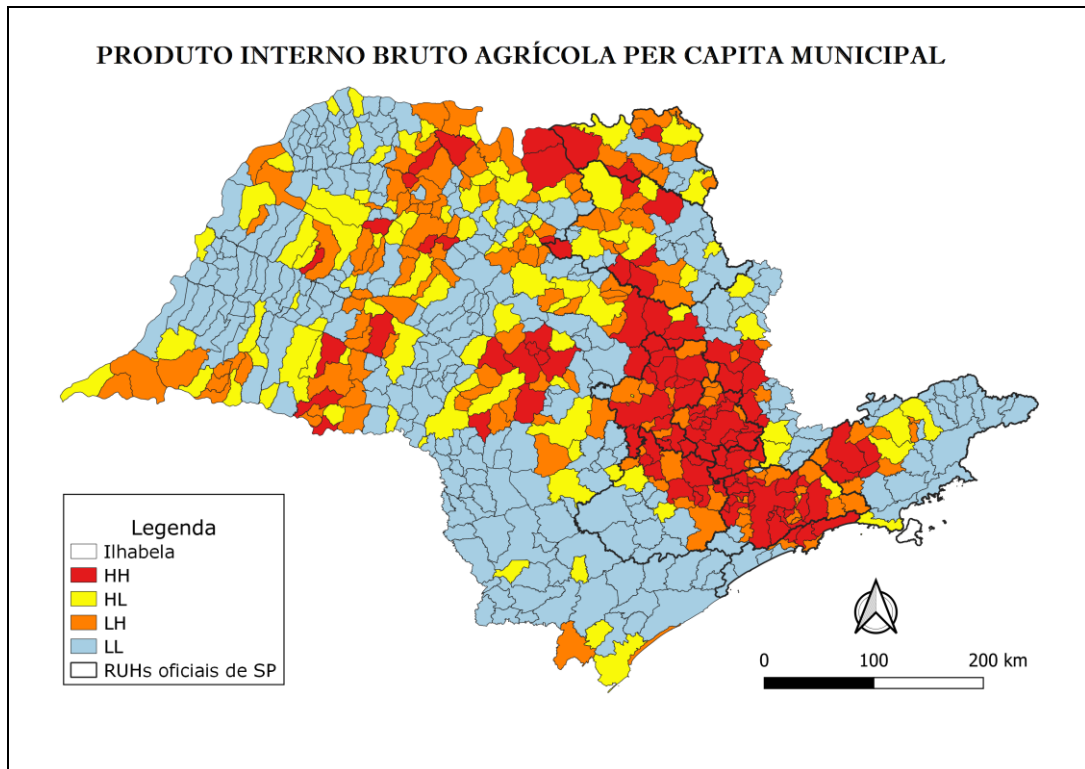 PRODUTO INTERNO BRUTO AGRÍCOLA PER CAPITA MUNICIPAL
Legenda
Ilhabela
HH
HL
LH
LL
RUHs oficiais de SP
0 100 200 km